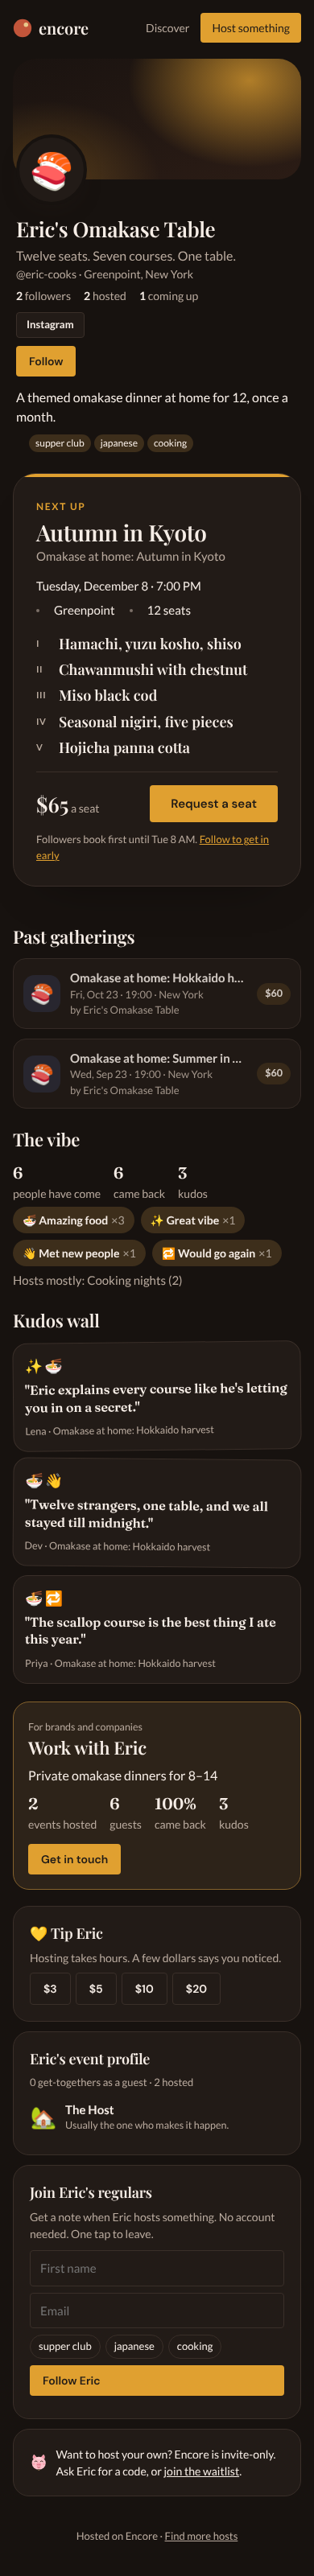 encore
Discover
Host something
Eric's Omakase Table
Twelve seats. Seven courses. One table.
@eric-cooks · Greenpoint, New York
2 followers 2 hosted 1 coming up
Instagram
Follow
A themed omakase dinner at home for 12, once a
month.
supper club japanese cooking
NEXT UP
Autumn in Kyoto
Omakase at home: Autumn in Kyoto
Tuesday, December 8 · 7:00 PM
Greenpoint 12 seats
I Hamachi, yuzu kosho, shiso
II Chawanmushi with chestnut
III Miso black cod
IV Seasonal nigiri, five pieces
V Hojicha panna cotta
$65 a seat
Request a seat
Followers book first until Tue 8 AM. Follow to get in
early
Past gatherings
Omakase at home: Hokkaido h...
Fri, Oct 23 · 19:00 · New York
by Eric's Omakase Table
$60
Omakase at home: Summer in ...
Wed, Sep 23 · 19:00 · New York
by Eric's Omakase Table
$60
The vibe
6 6 3
people have come came back kudos
🍜 Amazing food ×3 ✨ Great vibe ×1
👋 Met new people ×1 🔁 Would go again ×1
Hosts mostly: Cooking nights (2)
Kudos wall
✨🍜
"Eric explains every course like he's letting
you in on a secret."
Lena · Omakase at home: Hokkaido harvest
🍜👋
"Twelve strangers, one table, and we all
stayed till midnight."
Dev · Omakase at home: Hokkaido harvest
🍜🔁
"The scallop course is the best thing I ate
this year."
Priya · Omakase at home: Hokkaido harvest
For brands and companies
Work with Eric
Private omakase dinners for 8–14
2 6 100% 3
events hosted guests came back kudos
Get in touch
💛 Tip Eric
Hosting takes hours. A few dollars says you noticed.
$3 $5 $10 $20
Eric's event profile
0 get-togethers as a guest · 2 hosted
The Host
Usually the one who makes it happen.
Join Eric's regulars
Get a note when Eric hosts something. No account
needed. One tap to leave.
First name
Email
supper club japanese cooking
Follow Eric
Want to host your own? Encore is invite-only.
Ask Eric for a code, or join the waitlist.
Hosted on Encore · Find more hosts